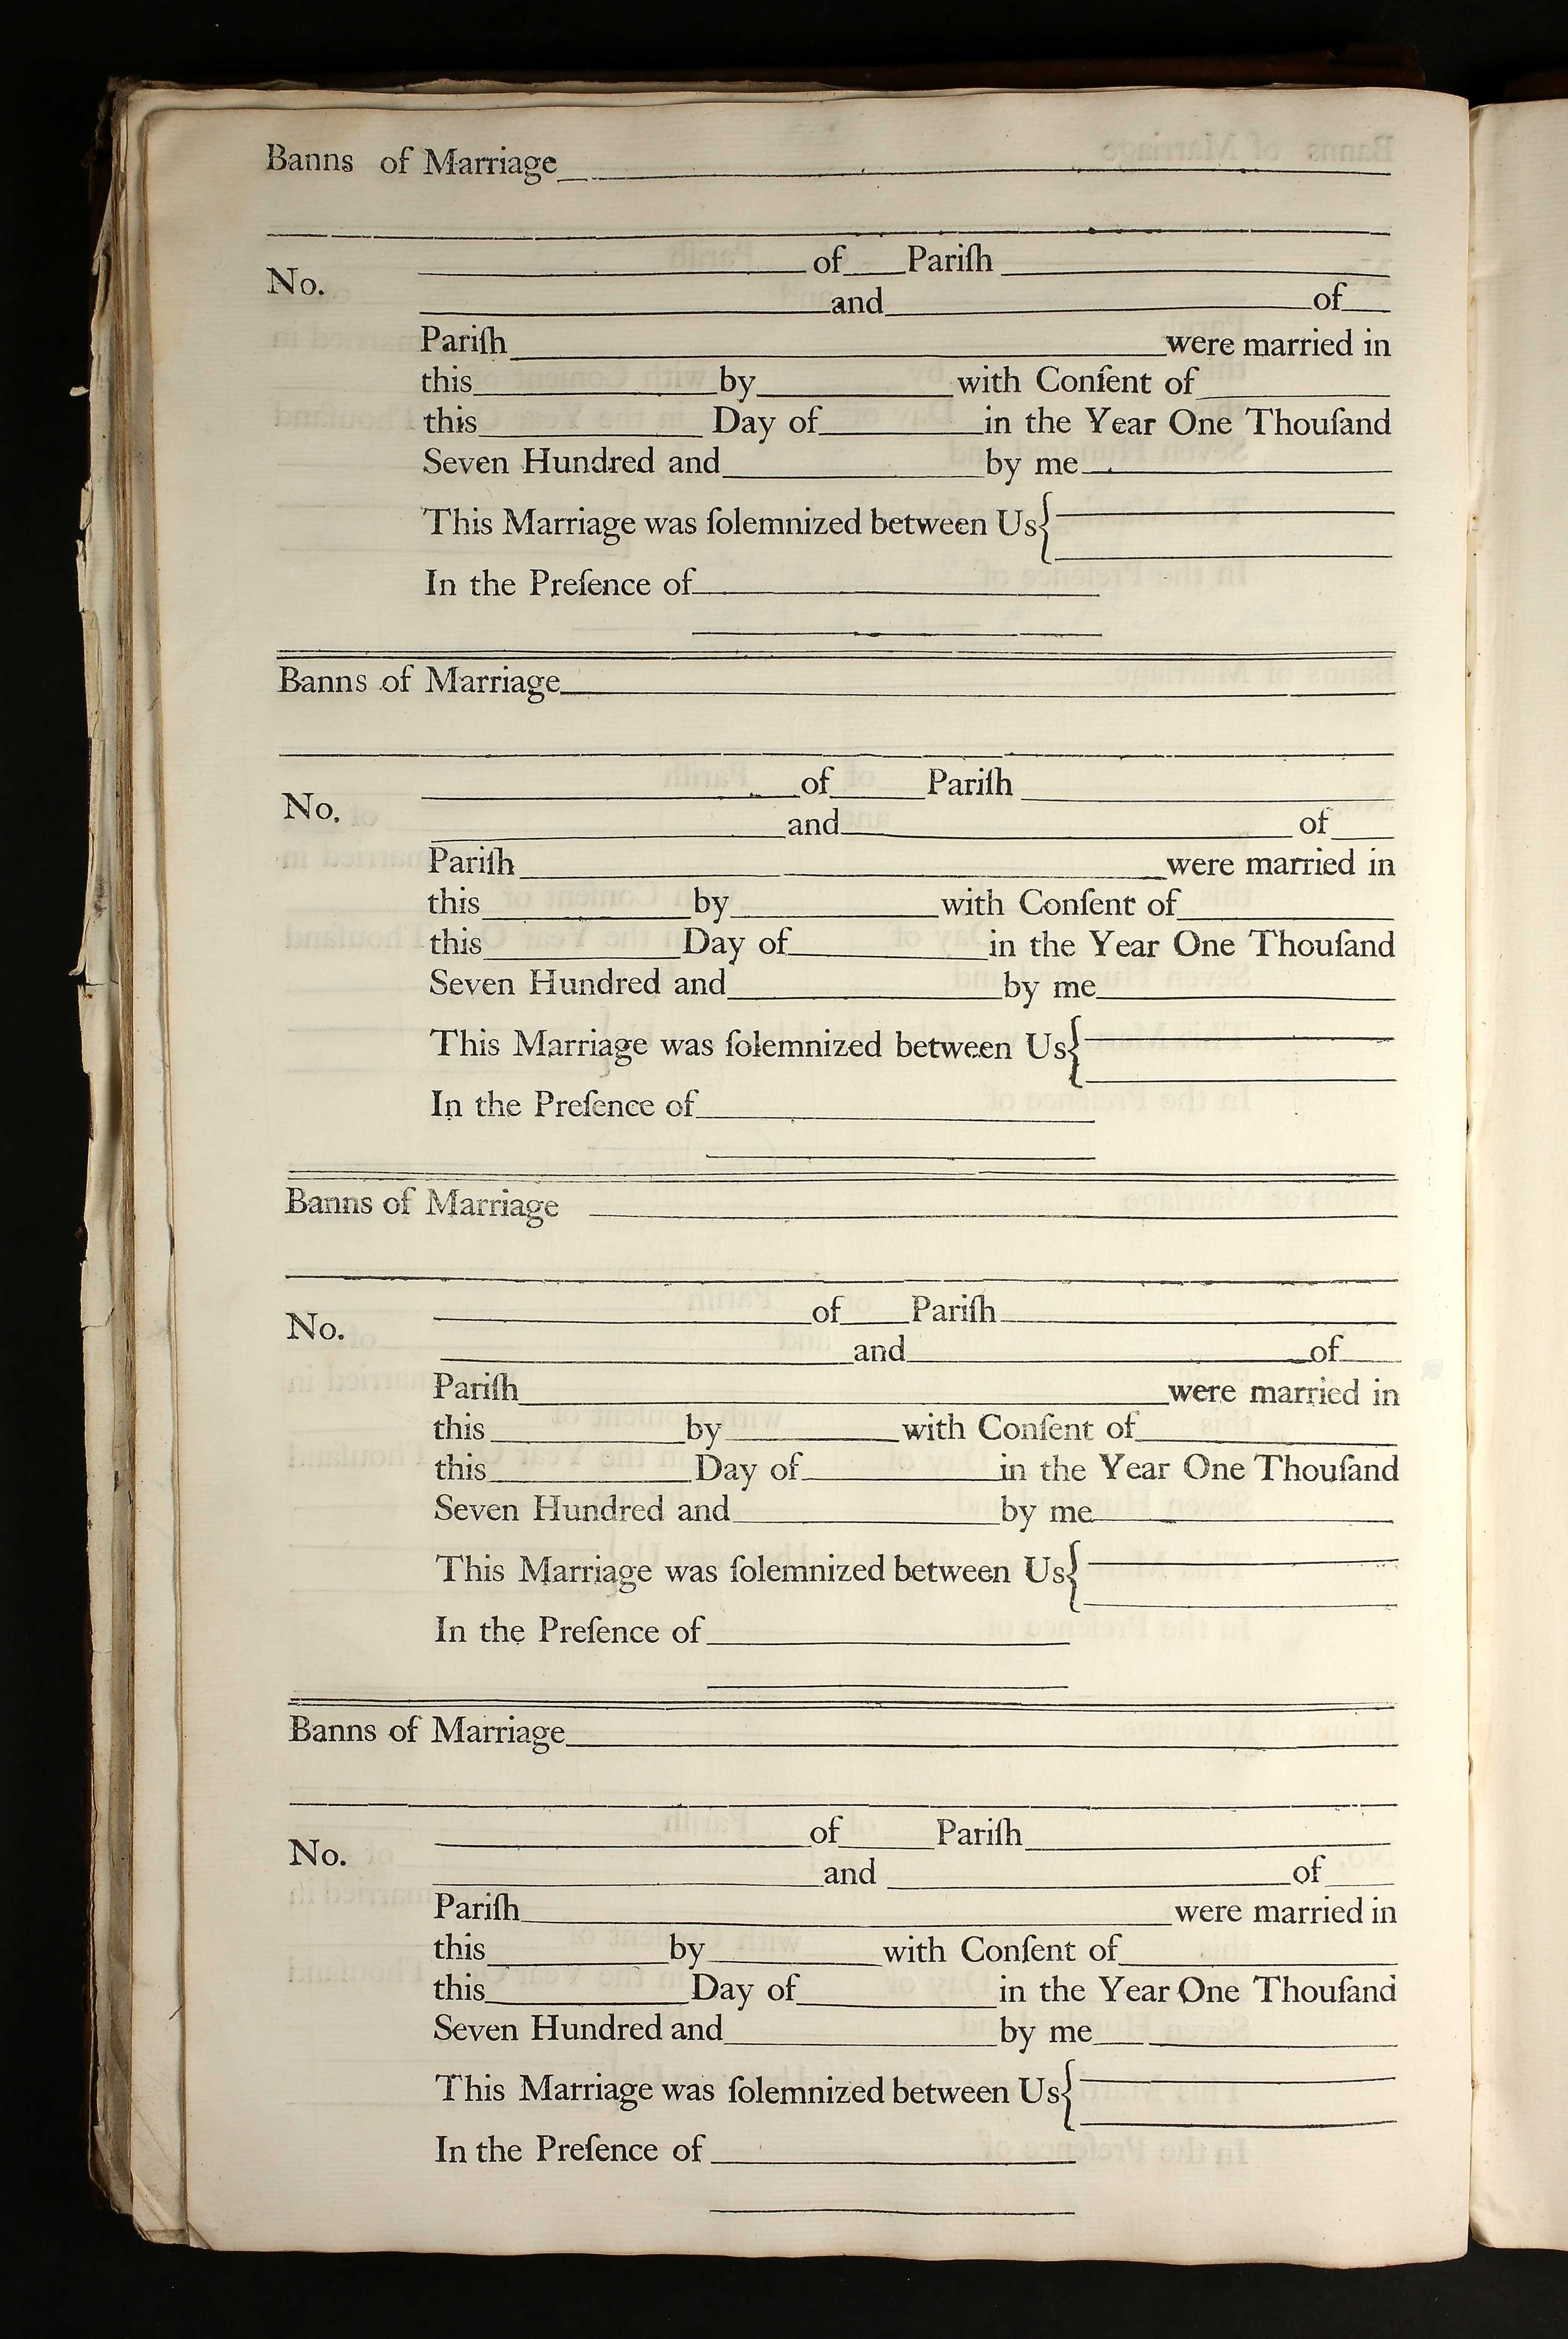 Banns of Marriage
of Pariſh
No.
and of
Pariſh were married in
this by with Conſent of
this Day of in the Year One Thouſand
Seven Hundred and by me
This Marriage was ſolemnized between Us{
In the Preſence of
Banns of Marriage
of Pariſh
No.
and of
Pariſh were married in
this by with Conſent of
this Day of in the Year One Thouſand
Seven Hundred and by me
This Marriage was ſolemnized between Us{
In the Preſence of
Banns of Marriage
of Pariſh
No.
and of
Pariſh were married in
this by with Conſent of
this Day of in the Year One Thouſand
Seven Hundred and by me
This Marriage was ſolemnized between Us{
In the Preſence of
Banns of Marriage
of Pariſh
No.
and of
Pariſh were married in
this by with Conſent of
this Day of in the Year One Thouſand
Seven Hundred and by me
This Marriage was ſolemnized between Us{
In the Preſence of